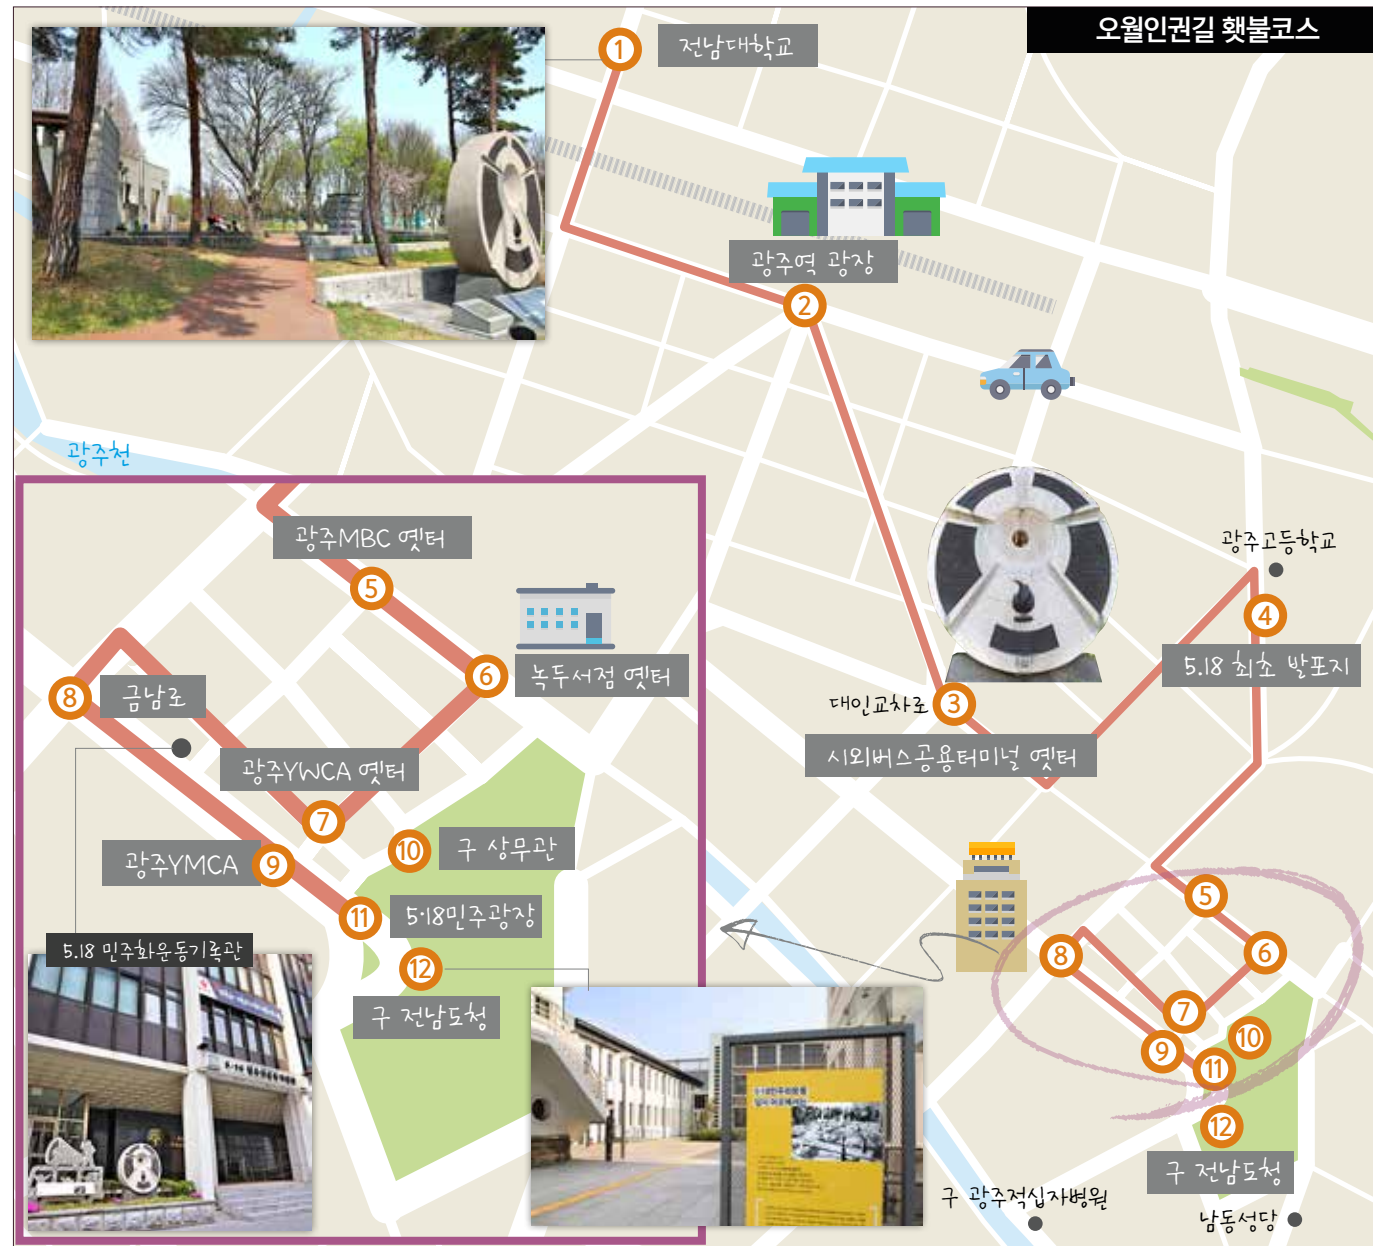 오월인권길 횃불코스
1
전남대학교
광주역 광장
2
광주천
광주고등학교
4
5.18 최초 발포지
대인교차로
3
시외버스공용터미널 옛터
광주MBC 옛터
5
6
녹두서점 옛터
8
금남로
광주YWCA 옛터
7
광주YMCA
9
10
구 상무관
11
5·18민주광장
12
구 전남도청
5.18 민주화운동기록관
5
6
8
7
9
10
11
12
구 전남도청
구 광주적십자병원
남동성당